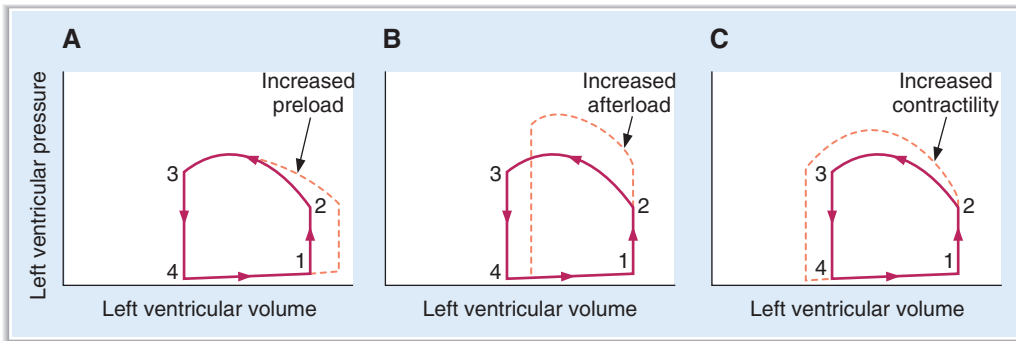 A
B
C
Increased
preload
Increased
afterload
Increased
contractility
Left ventricular pressure
3
2
1
4
3
2
1
4
3
2
1
4
Left ventricular volume
Left ventricular volume
Left ventricular volume